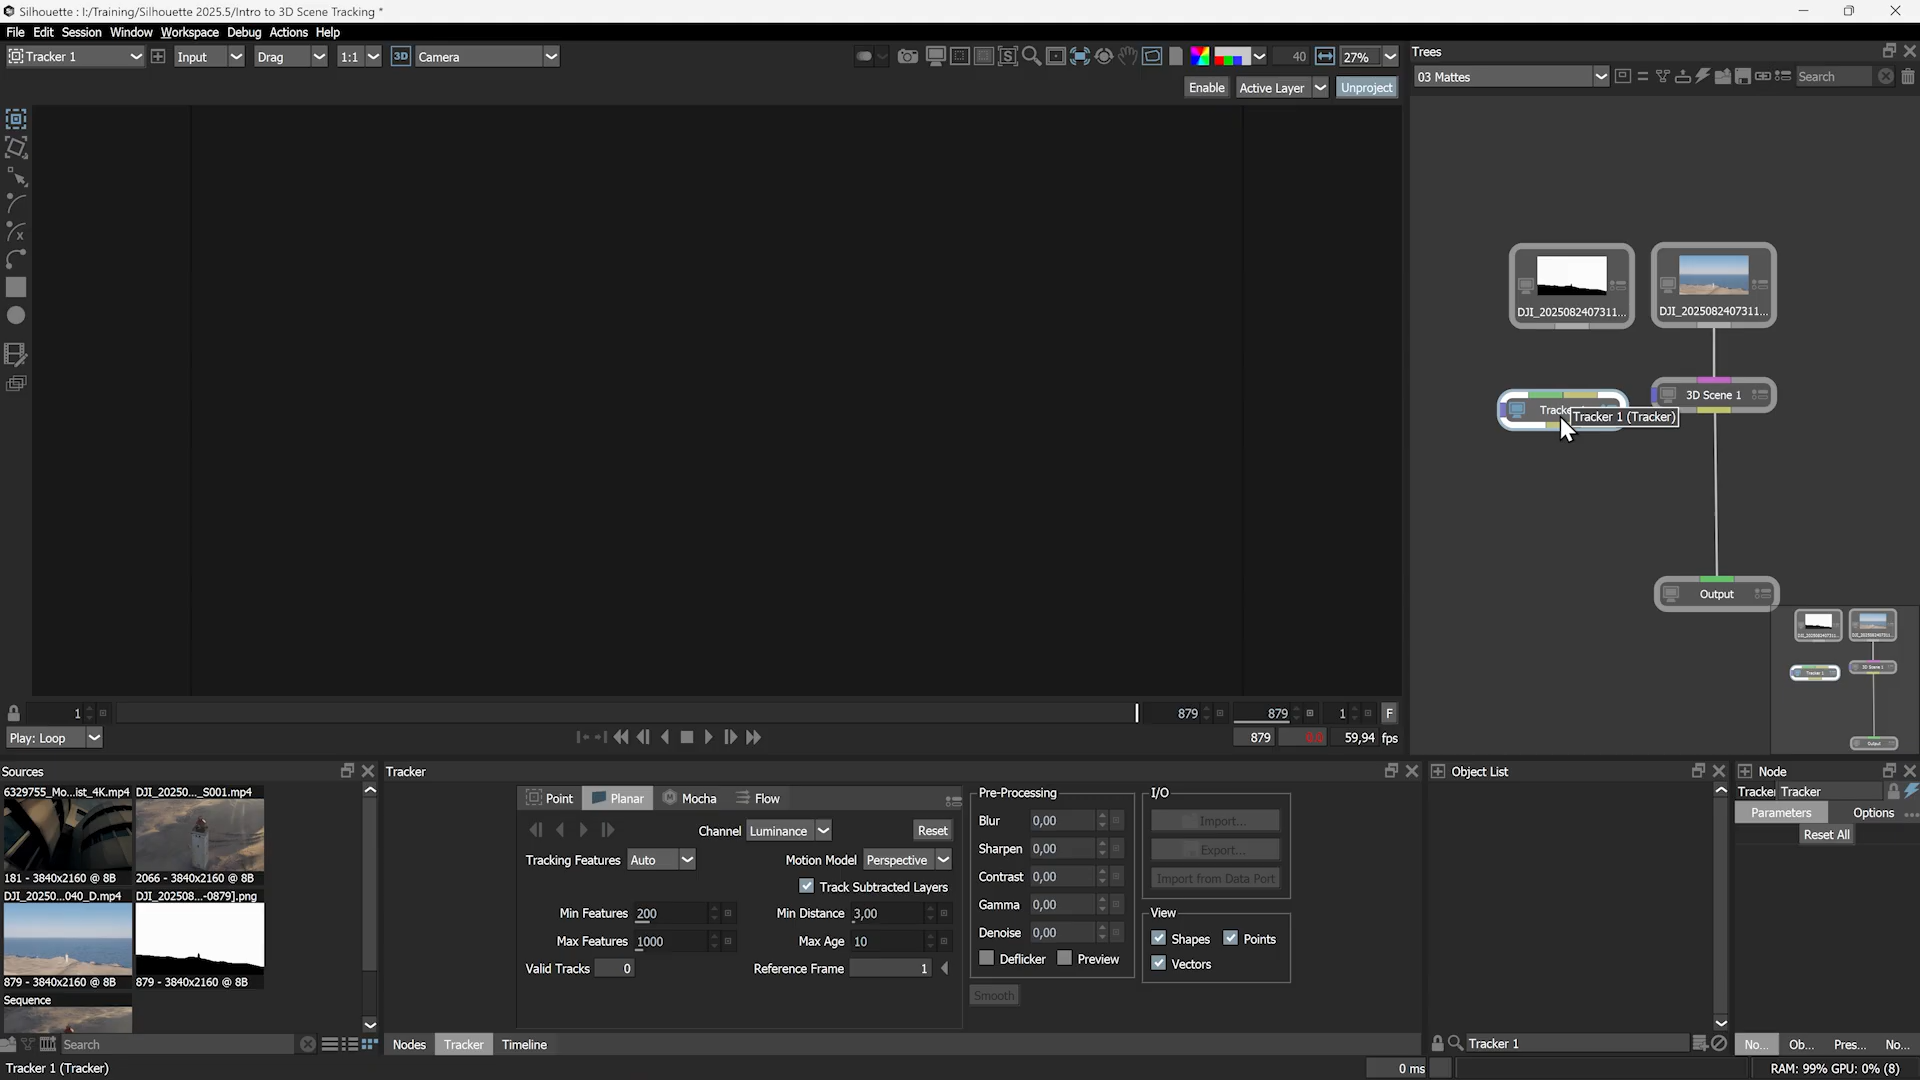 Silhouette : I:/Training/Silhouette 2025.5/Intro to 3D Scene Tracking *
File Edit Session Window Workspace Debug Actions Help
Tracker 1 Input Drag 1:1 3D Camera 40 27%
Enable Active Layer Unproject
Trees
03 Mattes Search
DJI_2025082407311... DJI_2025082407311...
3D Scene 1
Tracke
Tracker 1 (Tracker)
Output
1 879 879 1 F
Play: Loop 879 0.0 59,94 fps
Sources
6329755_Mo...ist_4K.mp4 DJI_20250..._S001.mp4
181 - 3840x2160 @ 8B 2066 - 3840x2160 @ 8B
DJI_20250...040_D.mp4 DJI_202508...-0879].png
879 - 3840x2160 @ 8B 879 - 3840x2160 @ 8B
Sequence
Search
Tracker 1 (Tracker)
Tracker
Point Planar Mocha Flow
Channel Luminance Reset
Tracking Features Auto Motion Model Perspective
Track Subtracted Layers
Min Features 200 Min Distance 3,00
Max Features 1000 Max Age 10
Valid Tracks 0 Reference Frame 1
Pre-Processing
Blur 0,00
Sharpen 0,00
Contrast 0,00
Gamma 0,00
Denoise 0,00
Deflicker Preview
Smooth
I/O
Import...
Export...
Import from Data Port
View
Shapes Points
Vectors
Nodes Tracker Timeline
Object List
Tracker 1
Node
Tracker Tracker
Parameters Options
Reset All
No... Ob... Pres... No...
0 ms RAM: 99% GPU: 0% (8)